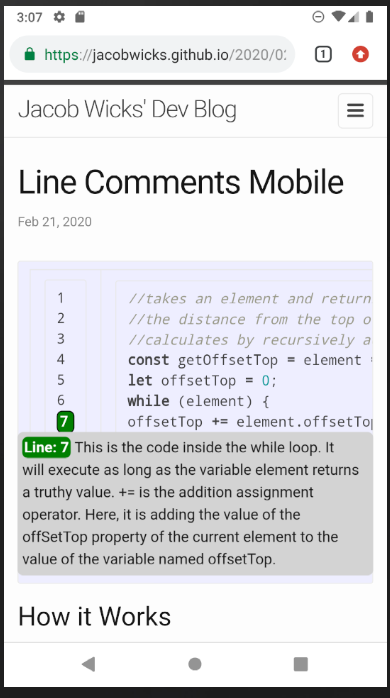 3:07
https://jacobwicks.github.io/2020/02
1
Jacob Wicks' Dev Blog
Line Comments Mobile
Feb 21, 2020
1 //takes an element and return
2 //the distance from the top o
3 //calculates by recursively a
4 const getOffsetTop = element =
5 let offsetTop = 0;
6 while (element) {
7 offsetTop += element.offsetTop
Line: 7 This is the code inside the while loop. It
will execute as long as the variable element returns
a truthy value. += is the addition assignment
operator. Here, it is adding the value of the
offSetTop property of the current element to the
value of the variable named offsetTop.
How it Works